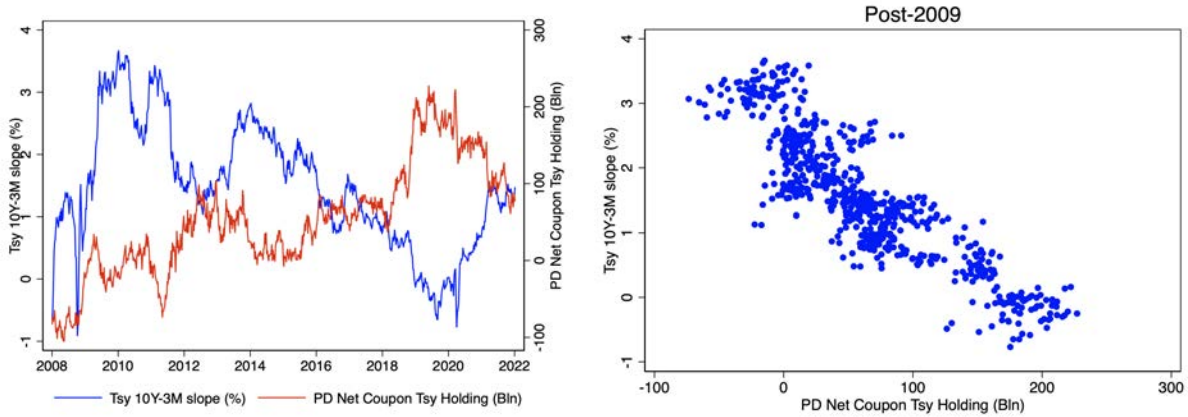 Post-2009
Tsy 10Y-3M slope (%)
4
3
2
1
0
-1
300
200
100
0
-100
PD Net Coupon Tsy Holding (Bln)
2008 2010 2012 2014 2016 2018 2020 2022
Tsy 10Y-3M slope (%) PD Net Coupon Tsy Holding (Bln)
Tsy 10Y-3M slope (%)
4
3
2
1
0
-1
-100 0 100 200 300
PD Net Coupon Tsy Holding (Bln)